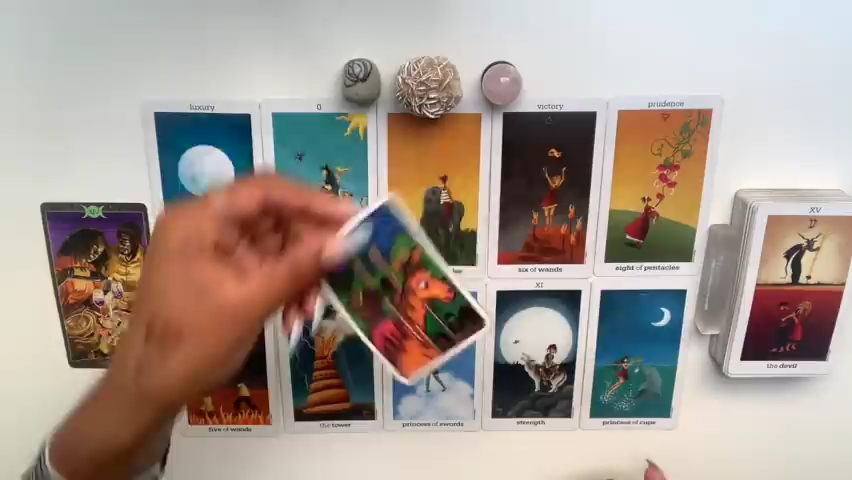 luxury
0
victory
prudence
XIV
six of wands
eight of pentacles
XV
the devil
XI
five of wands
the tower
princess of swords
strength
princess of cups